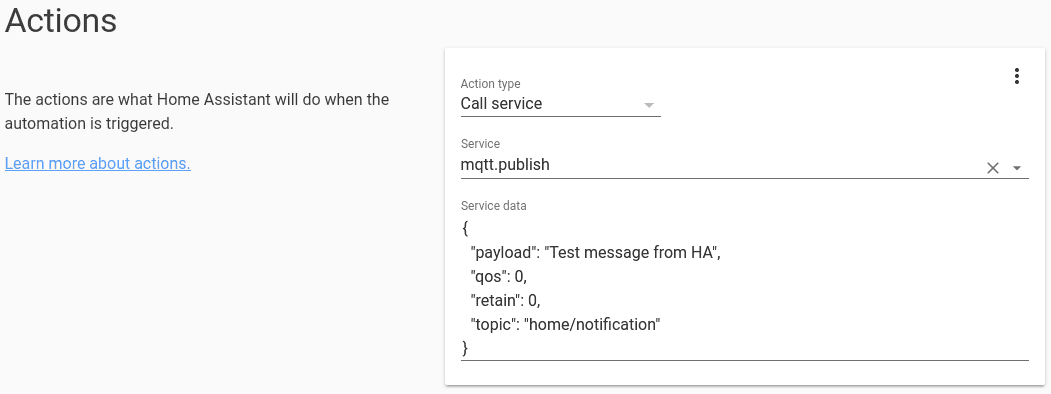 Actions
The actions are what Home Assistant will do when the
automation is triggered.
Learn more about actions.
Action type
Call service
Service
mqtt.publish
Service data
{
"payload": "Test message from HA",
"qos": 0,
"retain": 0,
"topic": "home/notification"
}